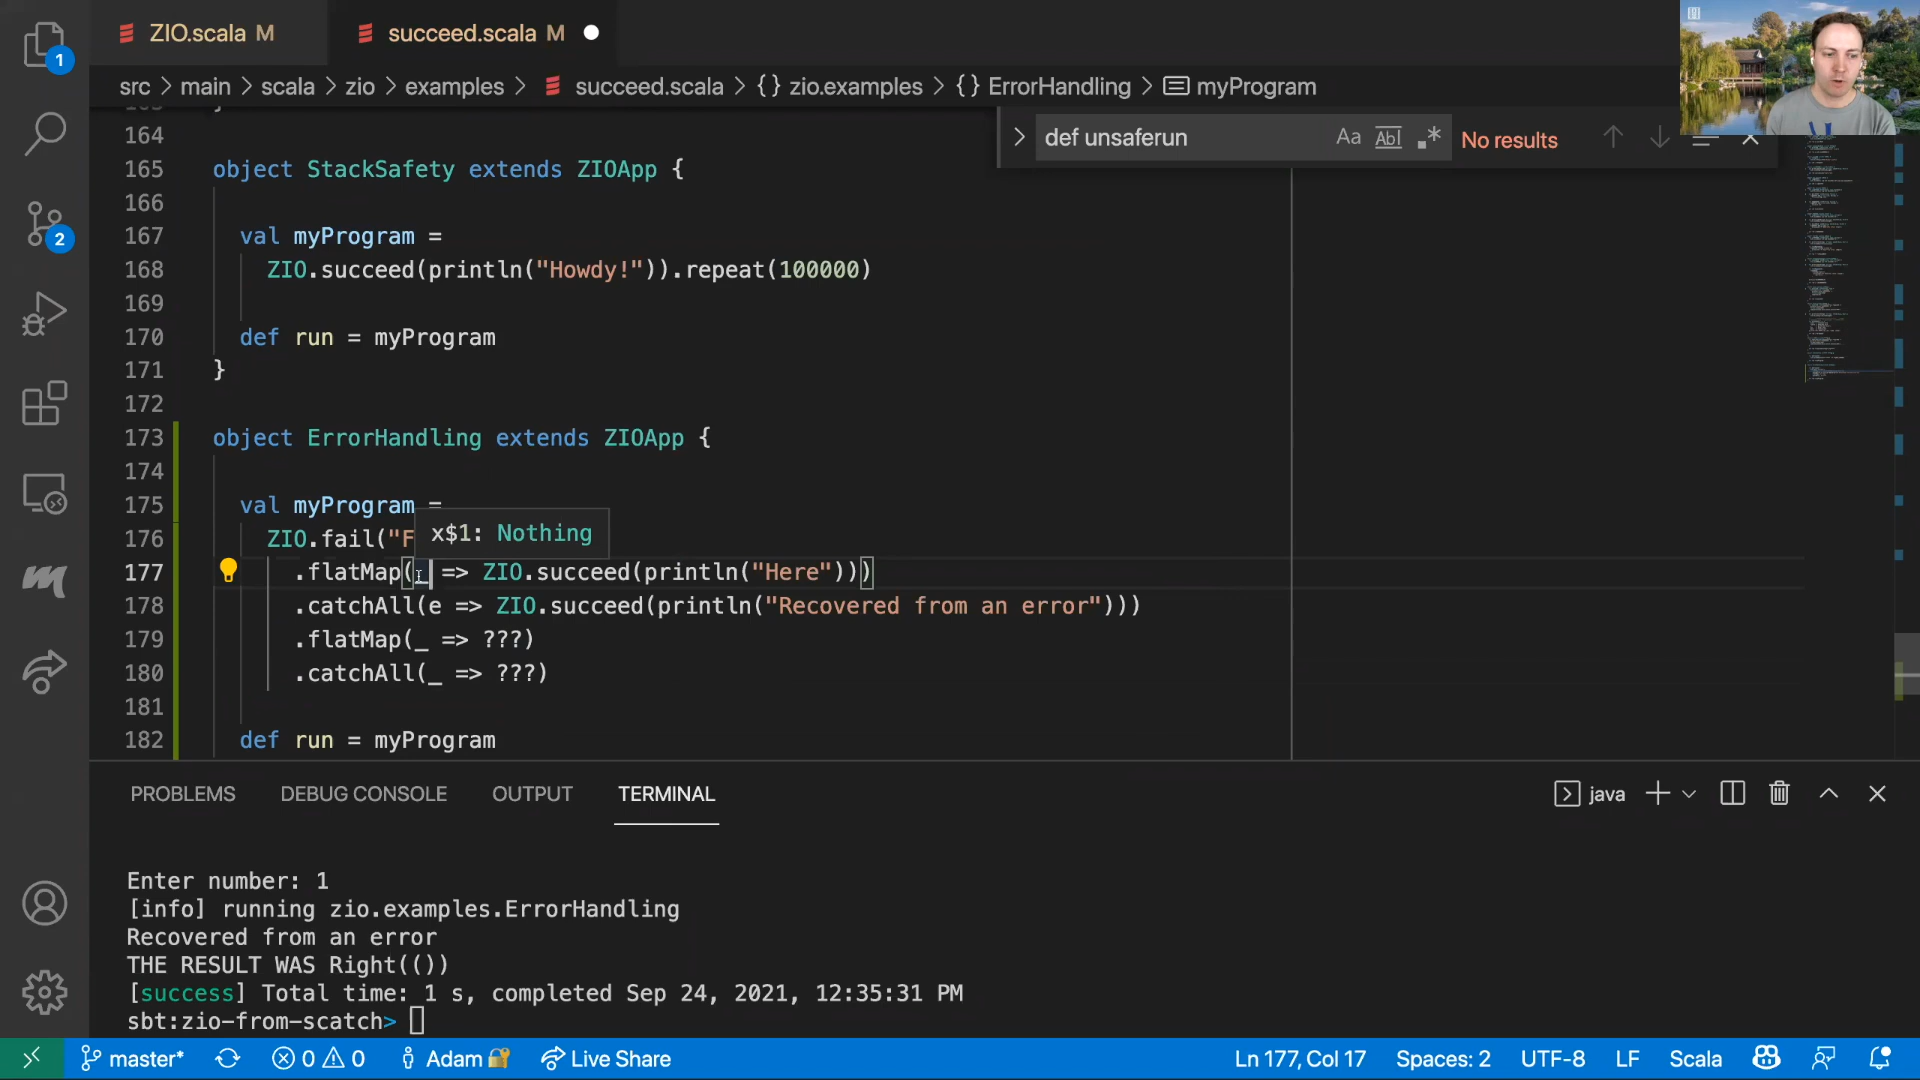 ZIO.scala M
succeed.scala M
src > main > scala > zio > examples > succeed.scala > {} zio.examples > {} ErrorHandling > myProgram
def unsaferun Aa Abl .* No results
164
165 object StackSafety extends ZIOApp {
166
167 val myProgram =
168 ZIO.succeed(println("Howdy!")).repeat(100000)
169
170 def run = myProgram
171 }
172
173 object ErrorHandling extends ZIOApp {
174
175 val myProgram =
x$1: Nothing
176 ZIO.fail("F
177 .flatMap(_ => ZIO.succeed(println("Here")))
178 .catchAll(e => ZIO.succeed(println("Recovered from an error")))
179 .flatMap(_ => ???)
180 .catchAll(_ => ???)
181
182 def run = myProgram
1
2
PROBLEMS DEBUG CONSOLE OUTPUT TERMINAL java
Enter number: 1
[info] running zio.examples.ErrorHandling
Recovered from an error
THE RESULT WAS Right(())
[success] Total time: 1 s, completed Sep 24, 2021, 12:35:31 PM
sbt:zio-from-scatch>
master* 0 0 Adam Live Share Ln 177, Col 17 Spaces: 2 UTF-8 LF Scala